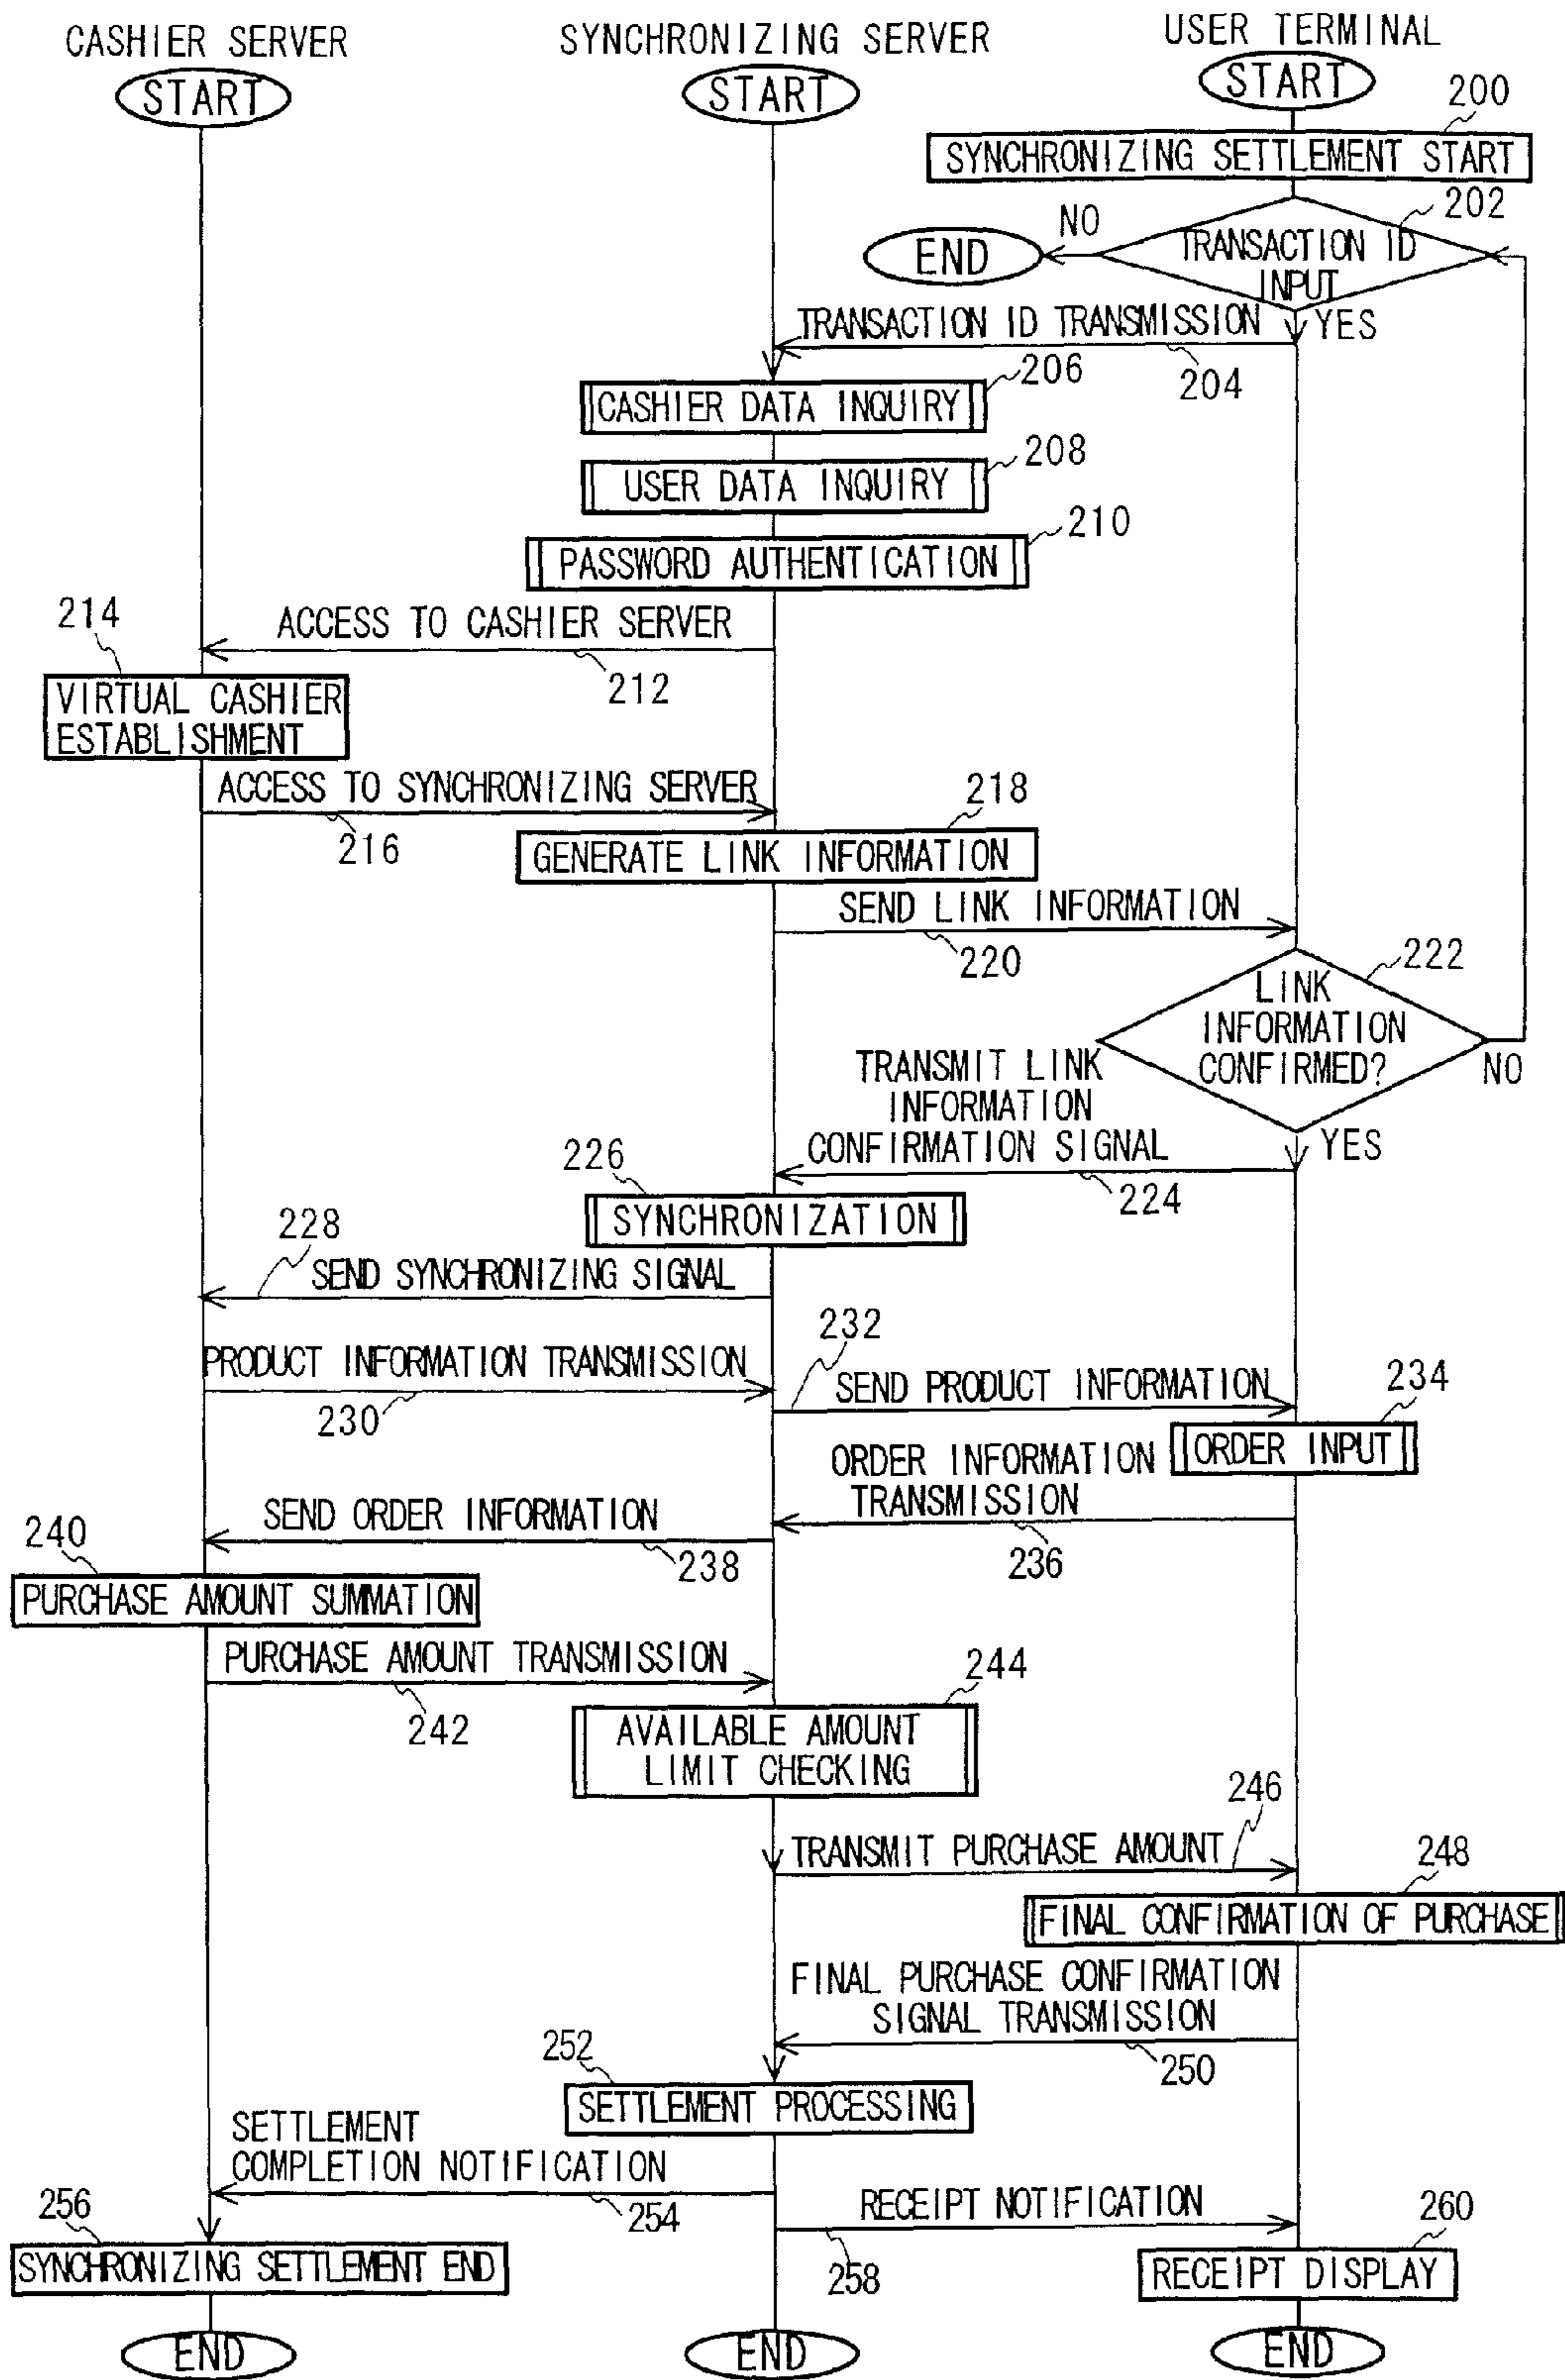 CASHIER SERVER
SYNCHRONIZING SERVER
USER TERMINAL
START
START
START
200
SYNCHRONIZING SETTLEMENT START
202
NO
END
TRANSACTION ID
INPUT
TRANSACTION ID TRANSMISSION
YES
204
206
CASHIER DATA INQUIRY
208
USER DATA INQUIRY
210
PASSWORD AUTHENTICATION
214
ACCESS TO CASHIER SERVER
212
VIRTUAL CASHIER
ESTABLISHMENT
ACCESS TO SYNCHRONIZING SERVER
216
218
GENERATE LINK INFORMATION
SEND LINK INFORMATION
220
222
LINK
INFORMATION
CONFIRMED?
NO
TRANSMIT LINK
INFORMATION
CONFIRMATION SIGNAL
YES
224
226
SYNCHRONIZATION
228
SEND SYNCHRONIZING SIGNAL
PRODUCT INFORMATION TRANSMISSION
230
232
SEND PRODUCT INFORMATION
234
ORDER INPUT
ORDER INFORMATION
TRANSMISSION
236
SEND ORDER INFORMATION
238
240
PURCHASE AMOUNT SUMMATION
PURCHASE AMOUNT TRANSMISSION
242
244
AVAILABLE AMOUNT
LIMIT CHECKING
246
TRANSMIT PURCHASE AMOUNT
248
FINAL CONFIRMATION OF PURCHASE
FINAL PURCHASE CONFIRMATION
SIGNAL TRANSMISSION
250
252
SETTLEMENT PROCESSING
SETTLEMENT
COMPLETION NOTIFICATION
254
256
SYNCHRONIZING SETTLEMENT END
RECEIPT NOTIFICATION
258
260
RECEIPT DISPLAY
END
END
END